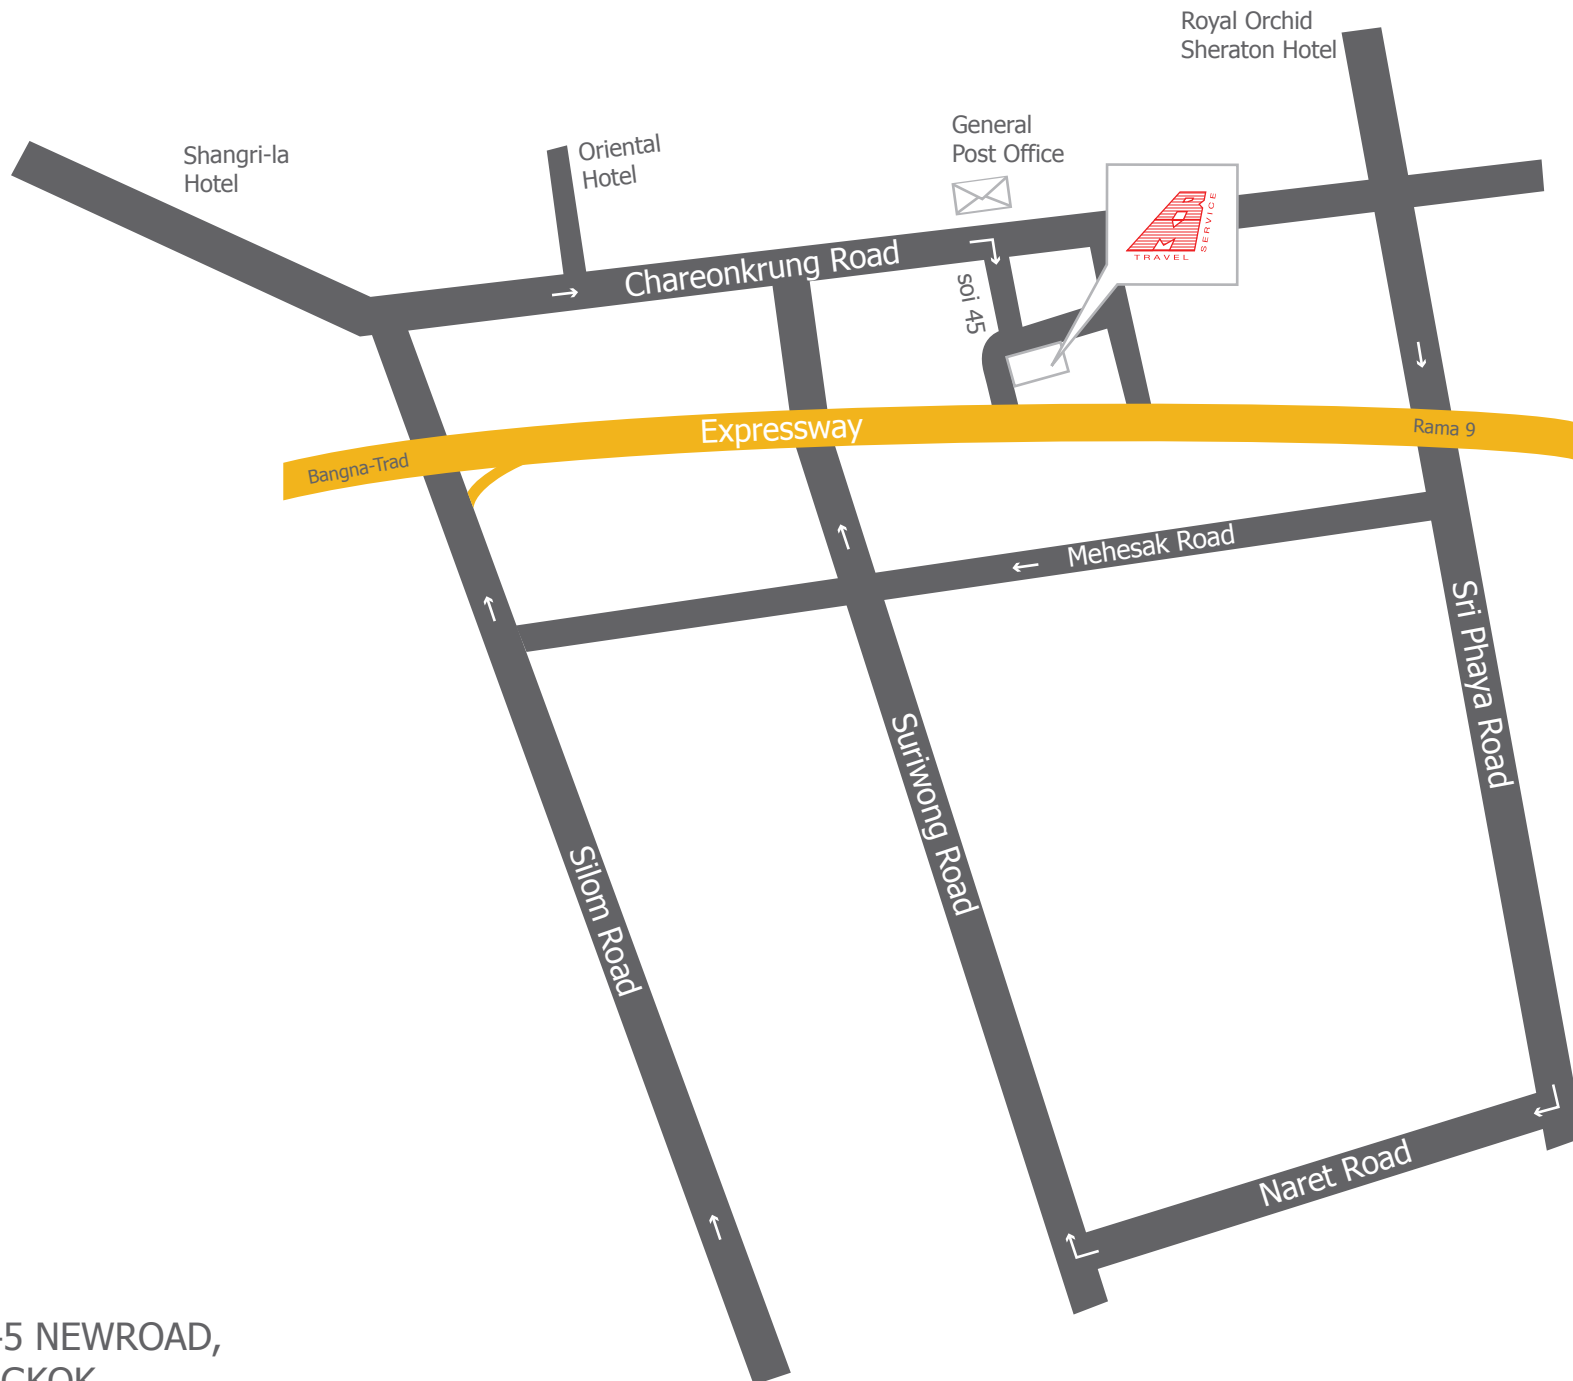 Royal Orchid
Sheraton Hotel
General
Post Office
Oriental
Hotel
Shangri-la
Hotel
TRAVEL
SERVICE
Chareonkrung Road
soi 45
Expressway
Rama 9
Bangna-Trad
Mehesak Road
Sri Phaya Road
Suriwong Road
Silom Road
Naret Road
-5 NEWROAD,
GKOK